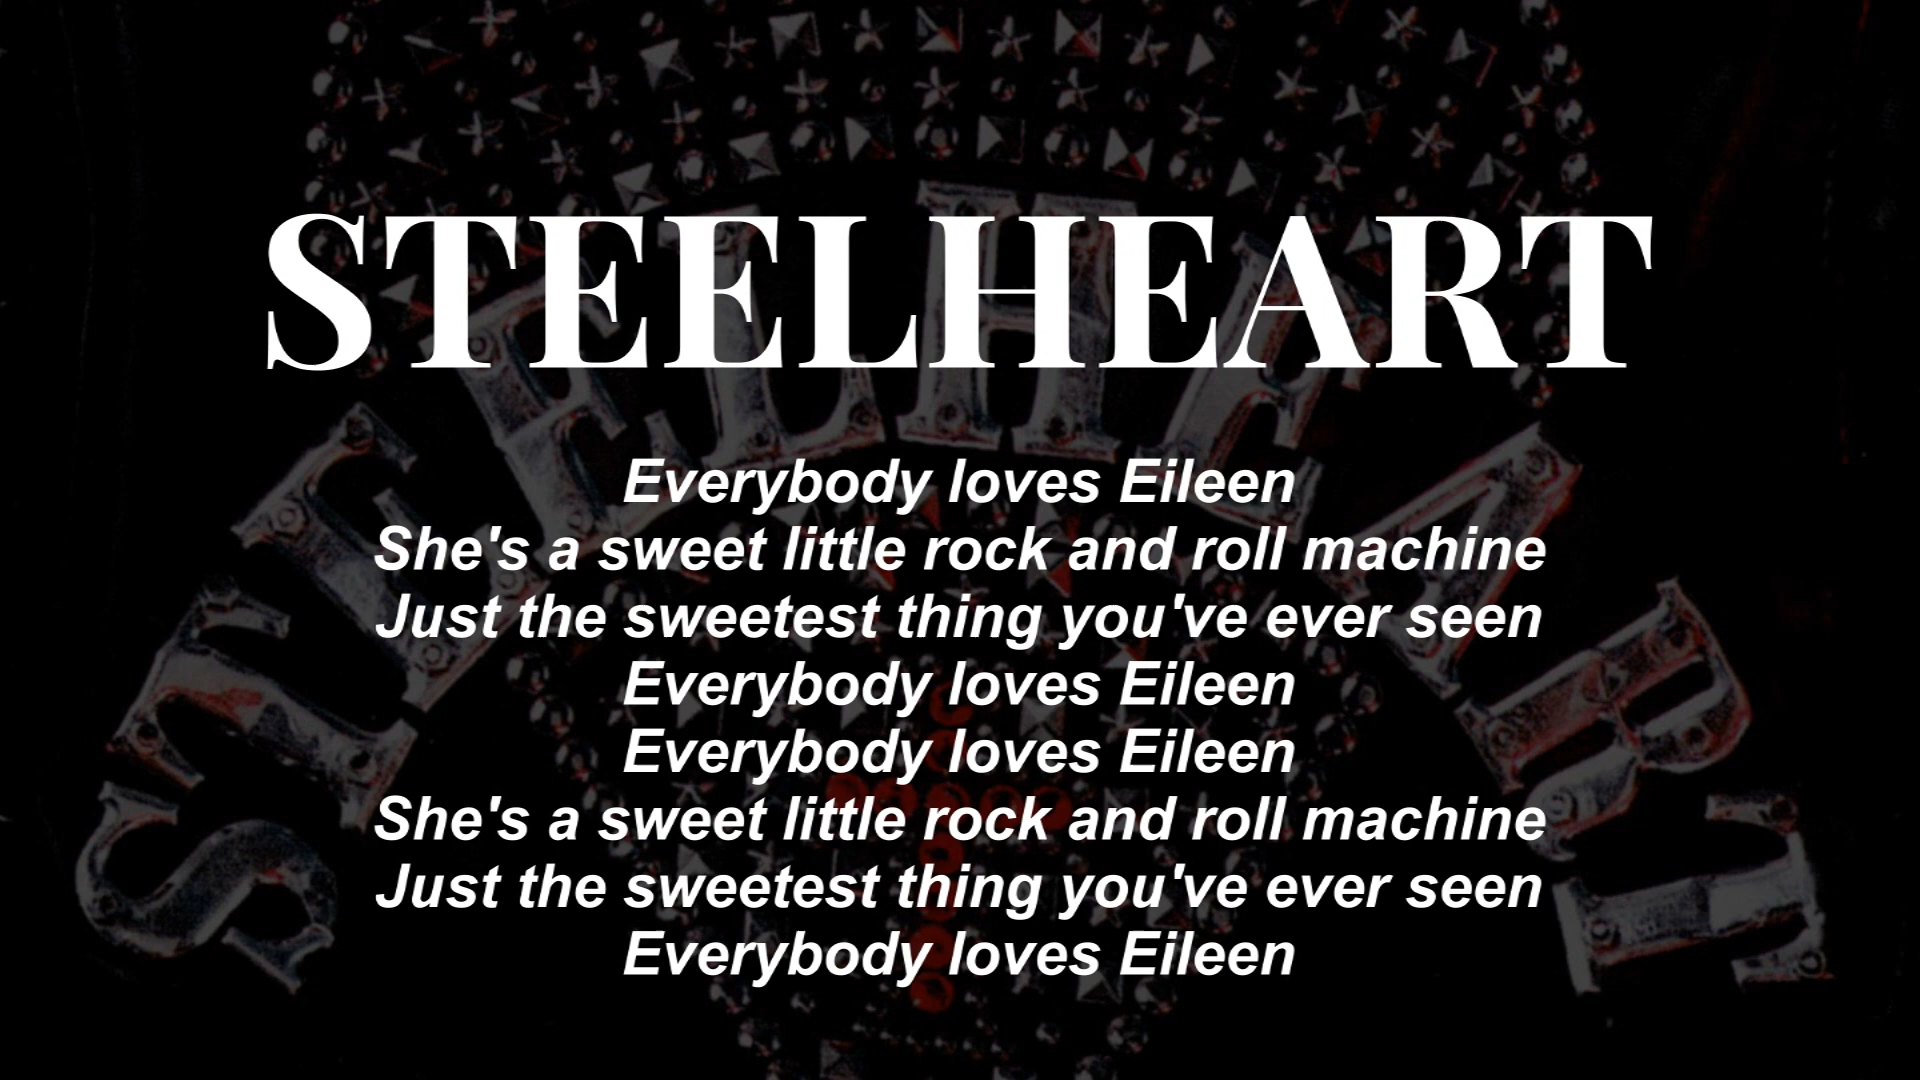 STEELHEART
STEELHEART
Everybody loves Eileen
She's a sweet little rock and roll machine
Just the sweetest thing you've ever seen
Everybody loves Eileen
Everybody loves Eileen
She's a sweet little rock and roll machine
Just the sweetest thing you've ever seen
Everybody loves Eileen